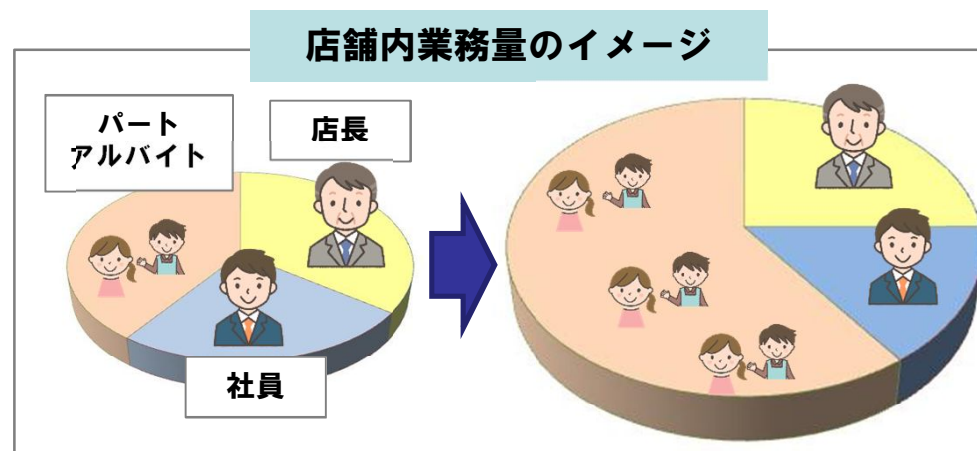 店舗内業務量のイメージ
パート
アルバイト
店長
社員